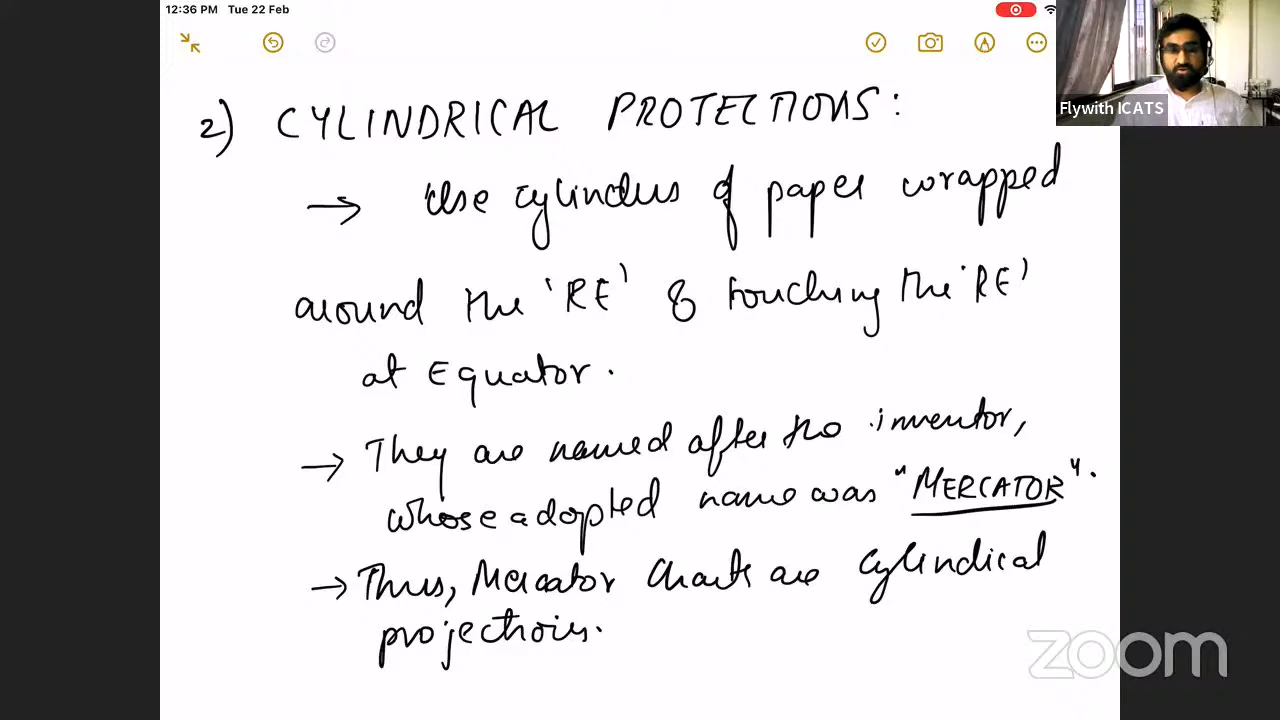 12:36 PM Tue 22 Feb
Flywith ICATS
2) CYLINDRICAL PROTECTIONS:
→ Use cylinders of paper wrapped
around the 'RE' & touching the 'RE'
at Equator.
→ They are named after the inventor,
whose adopted name was "MERCATOR".
→ Thus, Mercator Charts are cylindical
projections.
zoom